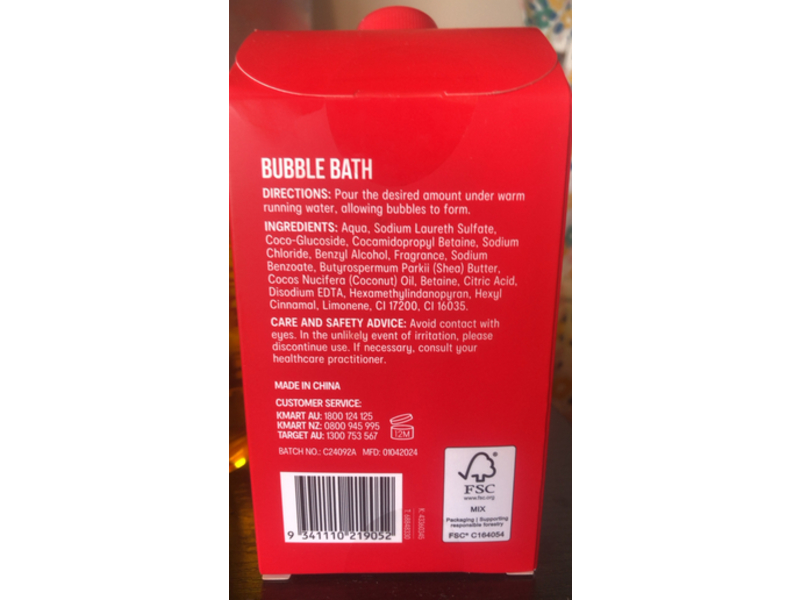 BUBBLE BATH
DIRECTIONS: Pour the desired amount under warm
running water, allowing bubbles to form.
INGREDIENTS: Aqua, Sodium Laureth Sulfate,
Coco-Glucoside, Cocamidopropyl Betaine, Sodium
Chloride, Benzyl Alcohol, Fragrance, Sodium
Benzoate, Butyrospermum Parkii (Shea) Butter,
Cocos Nucifera (Coconut) Oil, Betaine, Citric Acid,
Disodium EDTA, Hexamethylindanopyran, Hexyl
Cinnamal, Limonene, CI 17200, CI 16035.
CARE AND SAFETY ADVICE: Avoid contact with
eyes. In the unlikely event of irritation, please
discontinue use. If necessary, consult your
healthcare practitioner.
MADE IN CHINA
CUSTOMER SERVICE:
KMART AU: 1800 124 125
KMART NZ: 0800 945 995
TARGET AU: 1300 753 567
12M
BATCH NO.: C24092A MFD: 01042024
9 341110 219052
FSC
www.fsc.org
MIX
Packaging | Supporting
responsible forestry
FSC® C164054